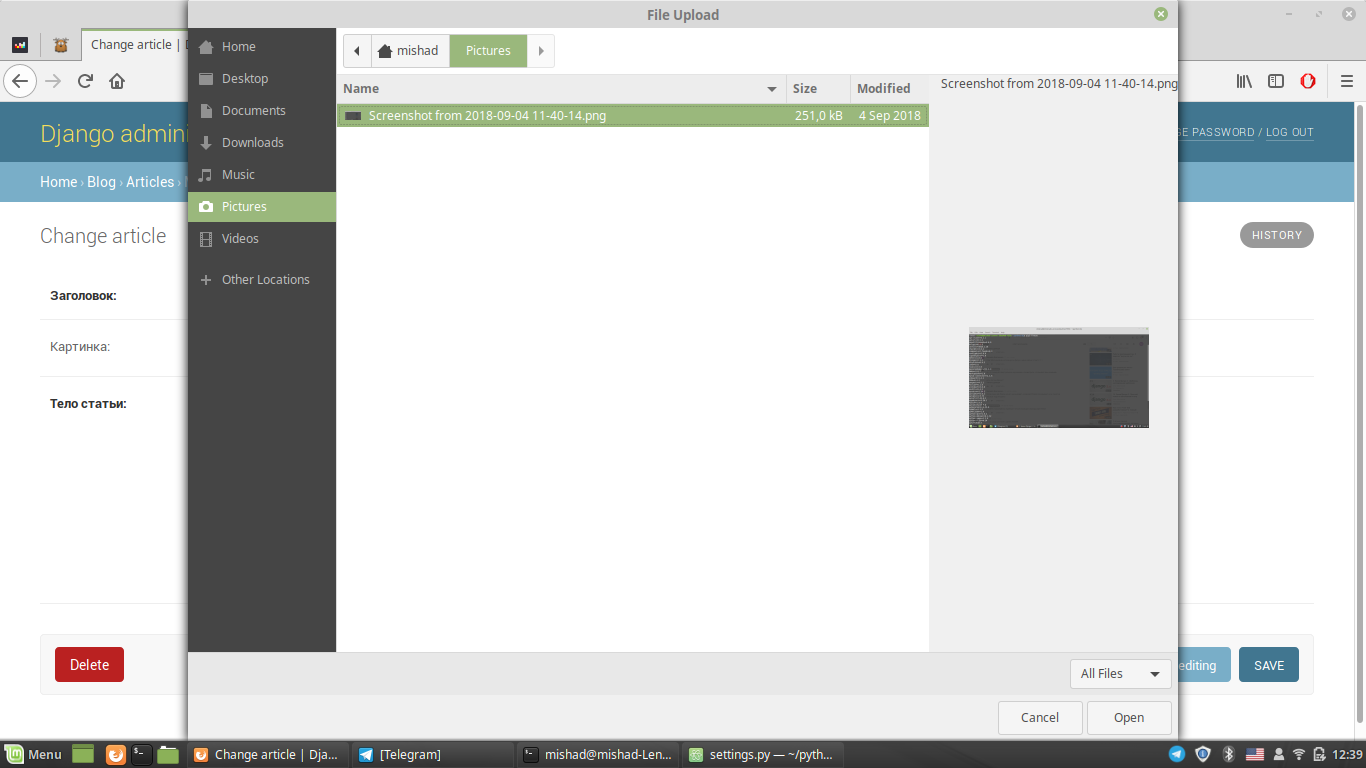 File Upload
Change article | D
Home
Desktop
Documents
Downloads
Music
Pictures
Videos
Other Locations
mishad
Pictures
Name
Size
Modified
Screenshot from 2018-09-04 11-40-14.png
251,0 kB
4 Sep 2018
Screenshot from 2018-09-04 11-40-14.png
Django admini
GE PASSWORD / LOG OUT
Home › Blog › Articles ›
Change article
HISTORY
Заголовок:
Картинка:
Тело статьи:
Delete
editing
SAVE
All Files
Cancel
Open
Menu
Change article | Dja...
[Telegram]
mishad@mishad-Len...
settings.py — ~/pyth...
12:39